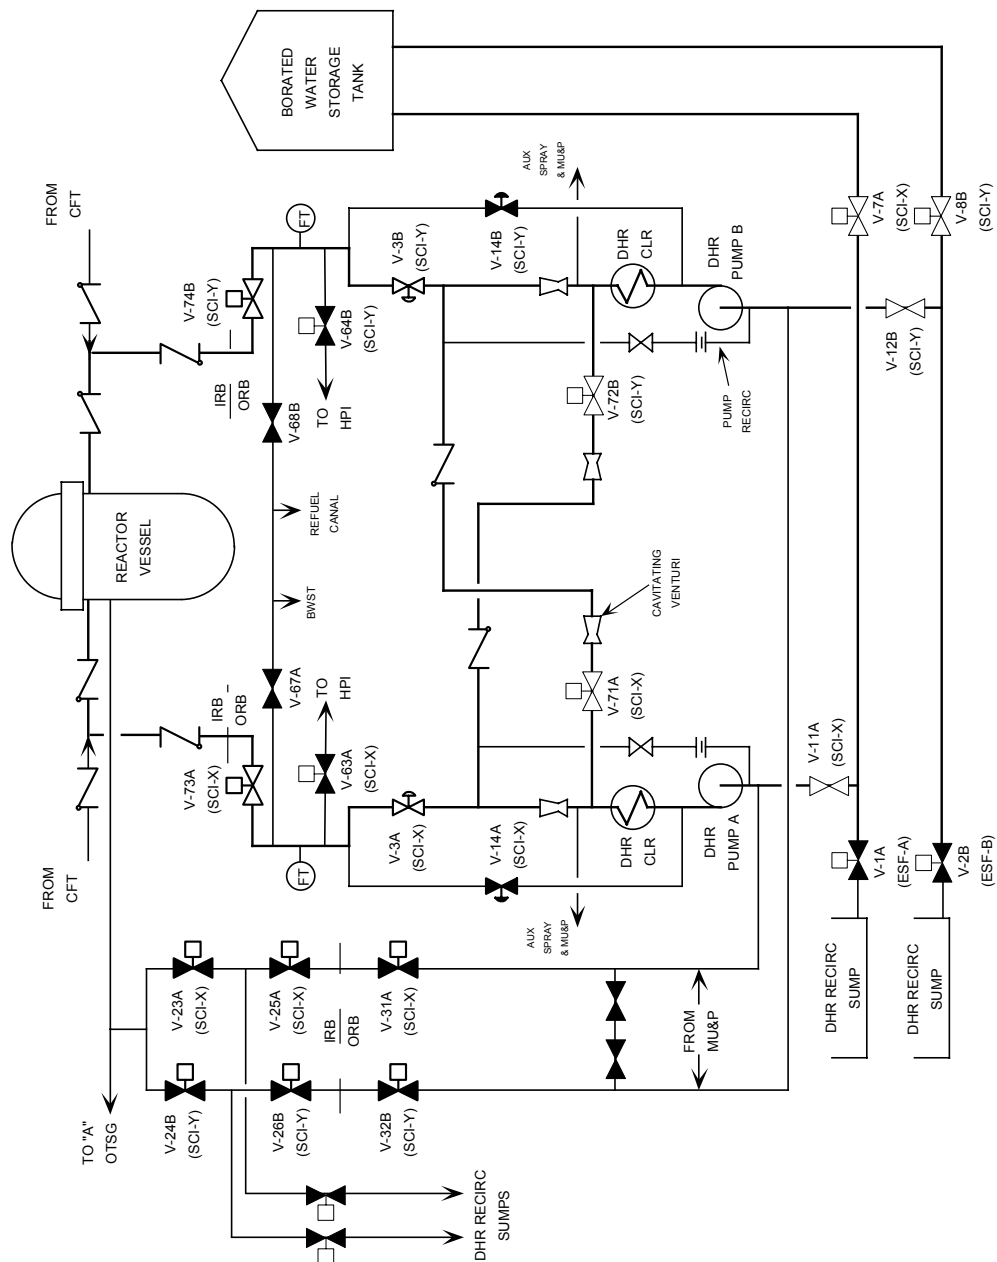 BORATED
WATER
STORAGE
TANK
FROM
CFT
AUX
SPRAY
& MU&P
V-7A
(SCI-X)
V-8B
(SCI-Y)
FT
V-3B
(SCI-Y)
V-14B
(SCI-Y)
DHR
CLR
DHR
PUMP B
V-74B
(SCI-Y)
V-64B
(SCI-Y)
V-12B
(SCI-Y)
IRB
ORB
V-68B
TO
HPI
V-72B
(SCI-Y)
PUMP
RECIRC
REACTOR
VESSEL
REFUEL
CANAL
BWST
CAVITATING
VENTURI
V-67A
TO
HPI
IRB
ORB
V-71A
(SCI-X)
V-73A
(SCI-X)
V-63A
(SCI-X)
V-11A
(SCI-X)
FROM
CFT
FT
V-3A
(SCI-X)
V-14A
(SCI-X)
DHR
CLR
DHR
PUMP A
V-1A
(ESF-A)
V-2B
(ESF-B)
AUX
SPRAY
& MU&P
V-23A
(SCI-X)
V-25A
(SCI-X)
V-31A
(SCI-X)
IRB
ORB
FROM
MU&P
DHR RECIRC
SUMP
DHR RECIRC
SUMP
TO "A"
OTSG
V-24B
(SCI-Y)
V-26B
(SCI-Y)
V-32B
(SCI-Y)
DHR RECIRC
SUMPS